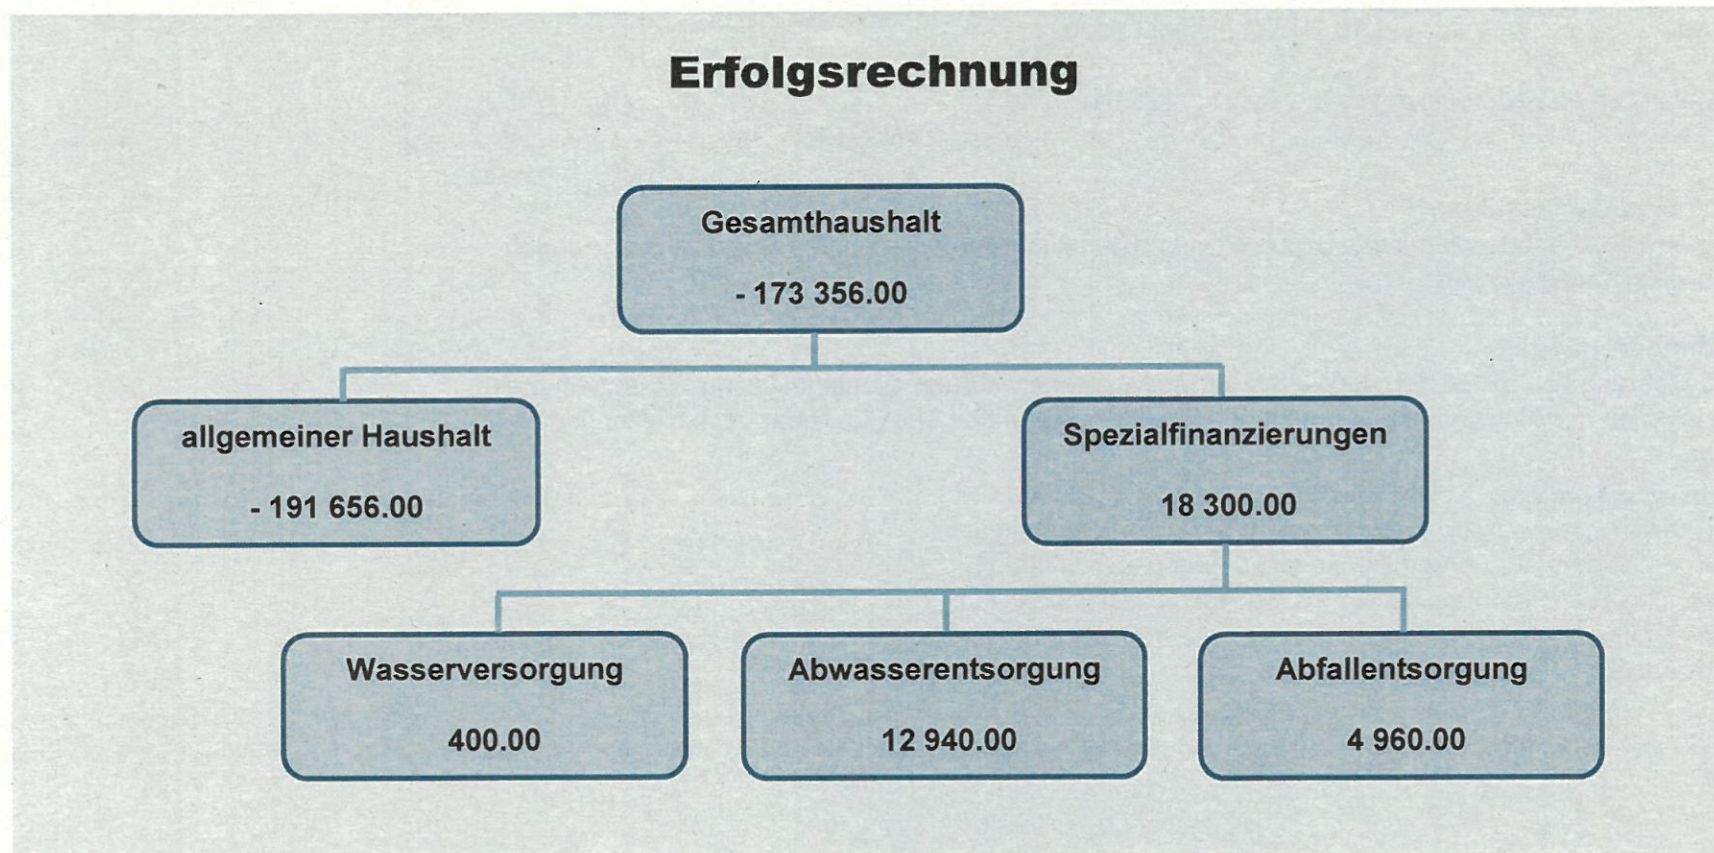 Erfolgsrechnung
Gesamthaushalt
- 173 356.00
allgemeiner Haushalt
- 191 656.00
Spezialfinanzierungen
18 300.00
Wasserversorgung
400.00
Abwasserentsorgung
12 940.00
Abfallentsorgung
4 960.00